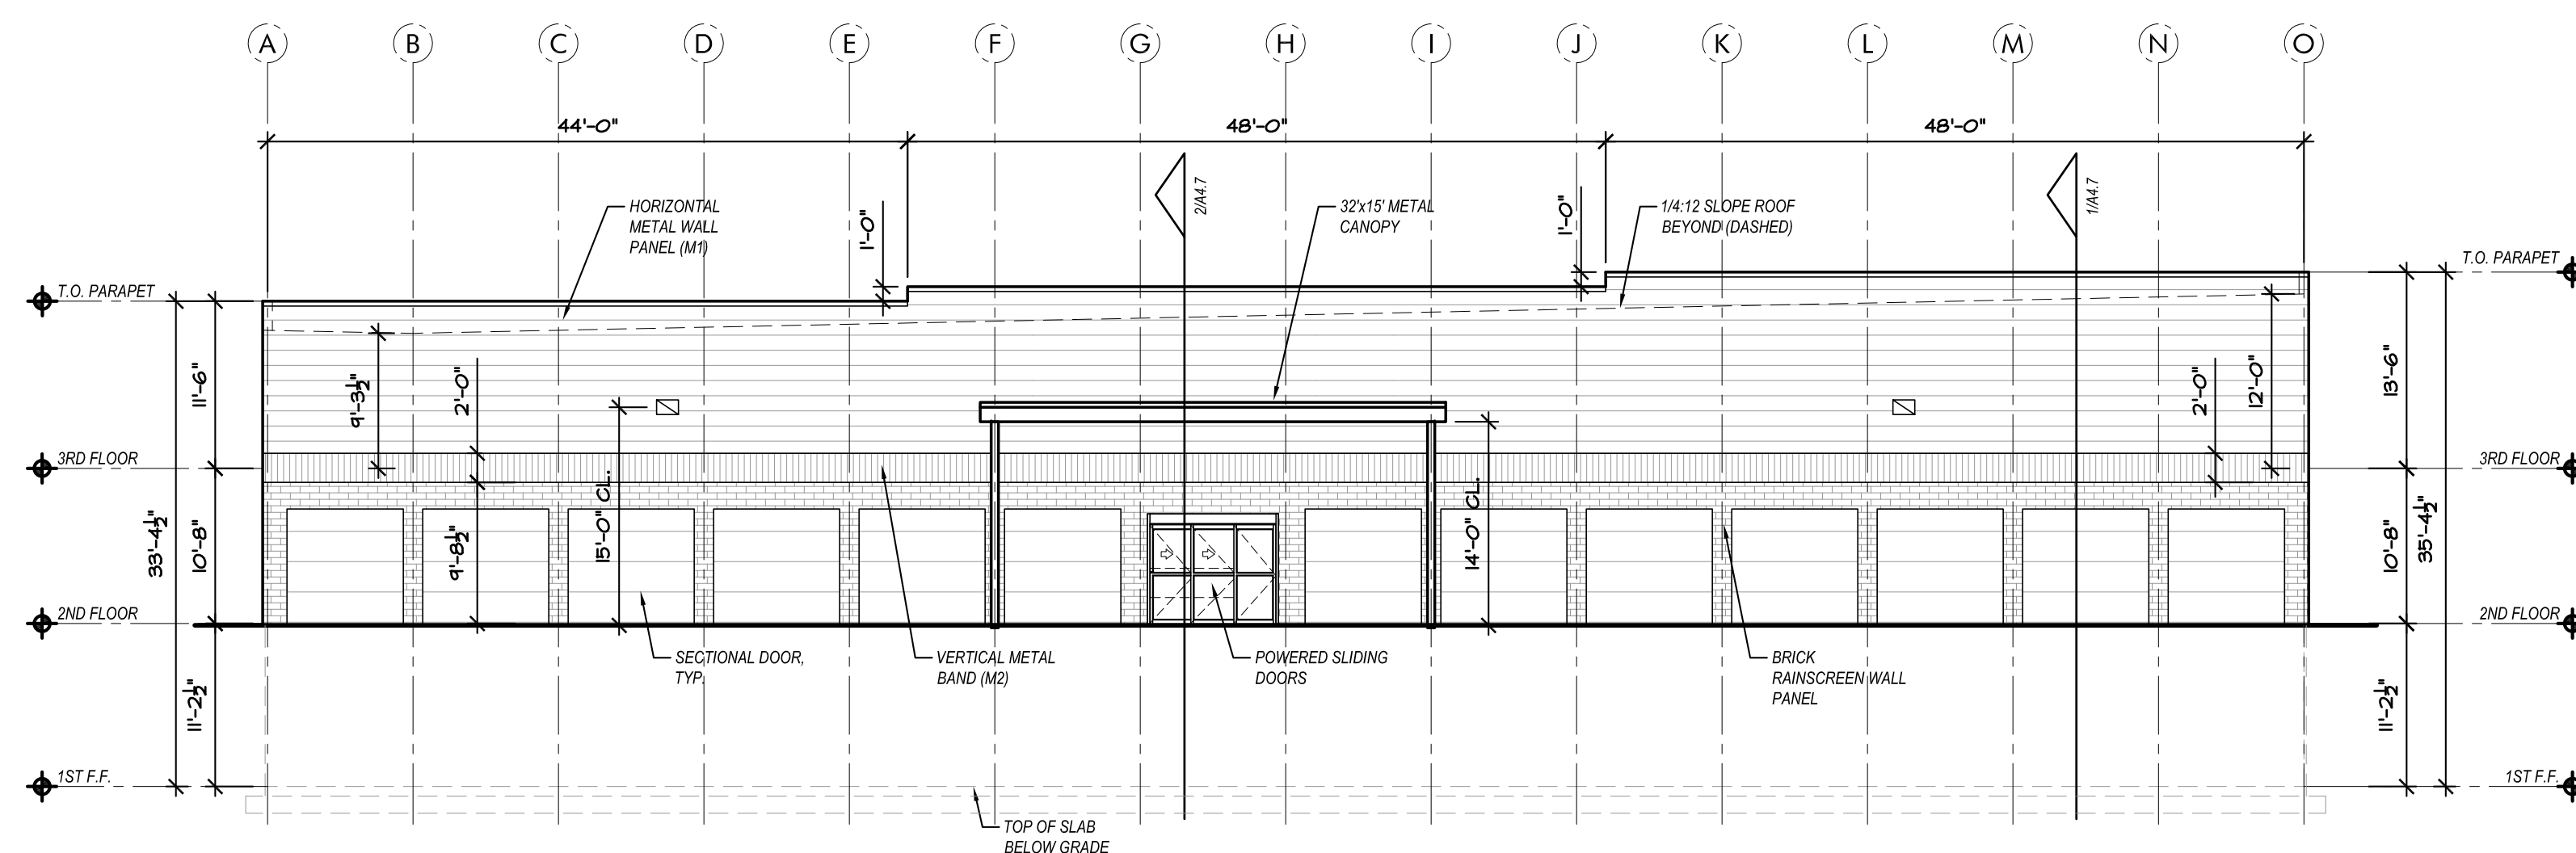 A B C D E F G H I J K L M N O
44'-0" 48'-0" 48'-0"
HORIZONTAL
METAL WALL
PANEL (M1)
1'-0"
2/A4.7
32'x15' METAL
CANOPY
1'-0"
1/4:12 SLOPE ROOF
BEYOND (DASHED)
1/A4.7
T.O. PARAPET
T.O. PARAPET
11'-6"
9'-3½"
2'-0"
2'-0"
12'-0"
13'-6"
3RD FLOOR
3RD FLOOR
33'-4½"
10'-8"
9'-8½"
15'-0" CL.
14'-0" CL.
10'-8"
35'-4½"
2ND FLOOR
2ND FLOOR
SECTIONAL DOOR,
TYP.
VERTICAL METAL
BAND (M2)
POWERED SLIDING
DOORS
BRICK
RAINSCREEN WALL
PANEL
11'-2½"
11'-2½"
1ST F.F.
1ST F.F.
TOP OF SLAB
BELOW GRADE